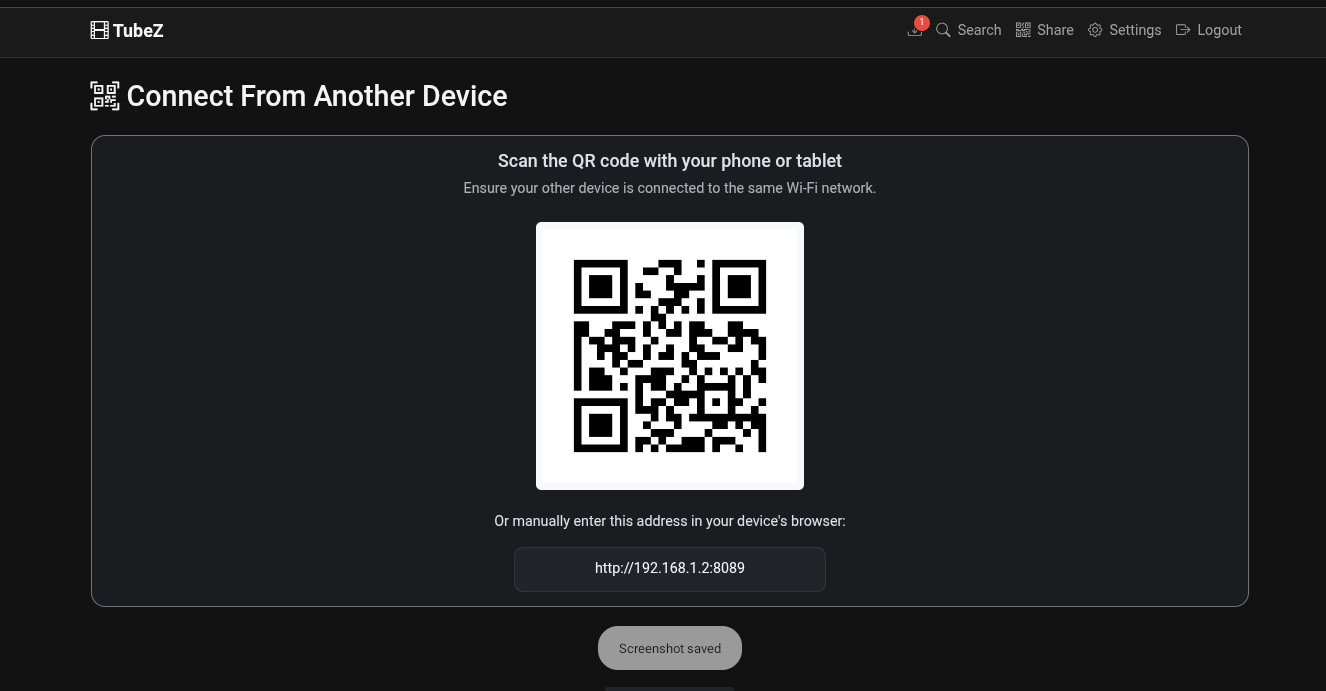 TubeZ
1
Search
Share
Settings
Logout
Connect From Another Device
Scan the QR code with your phone or tablet
Ensure your other device is connected to the same Wi-Fi network.
Or manually enter this address in your device's browser:
http://192.168.1.2:8089
Screenshot saved